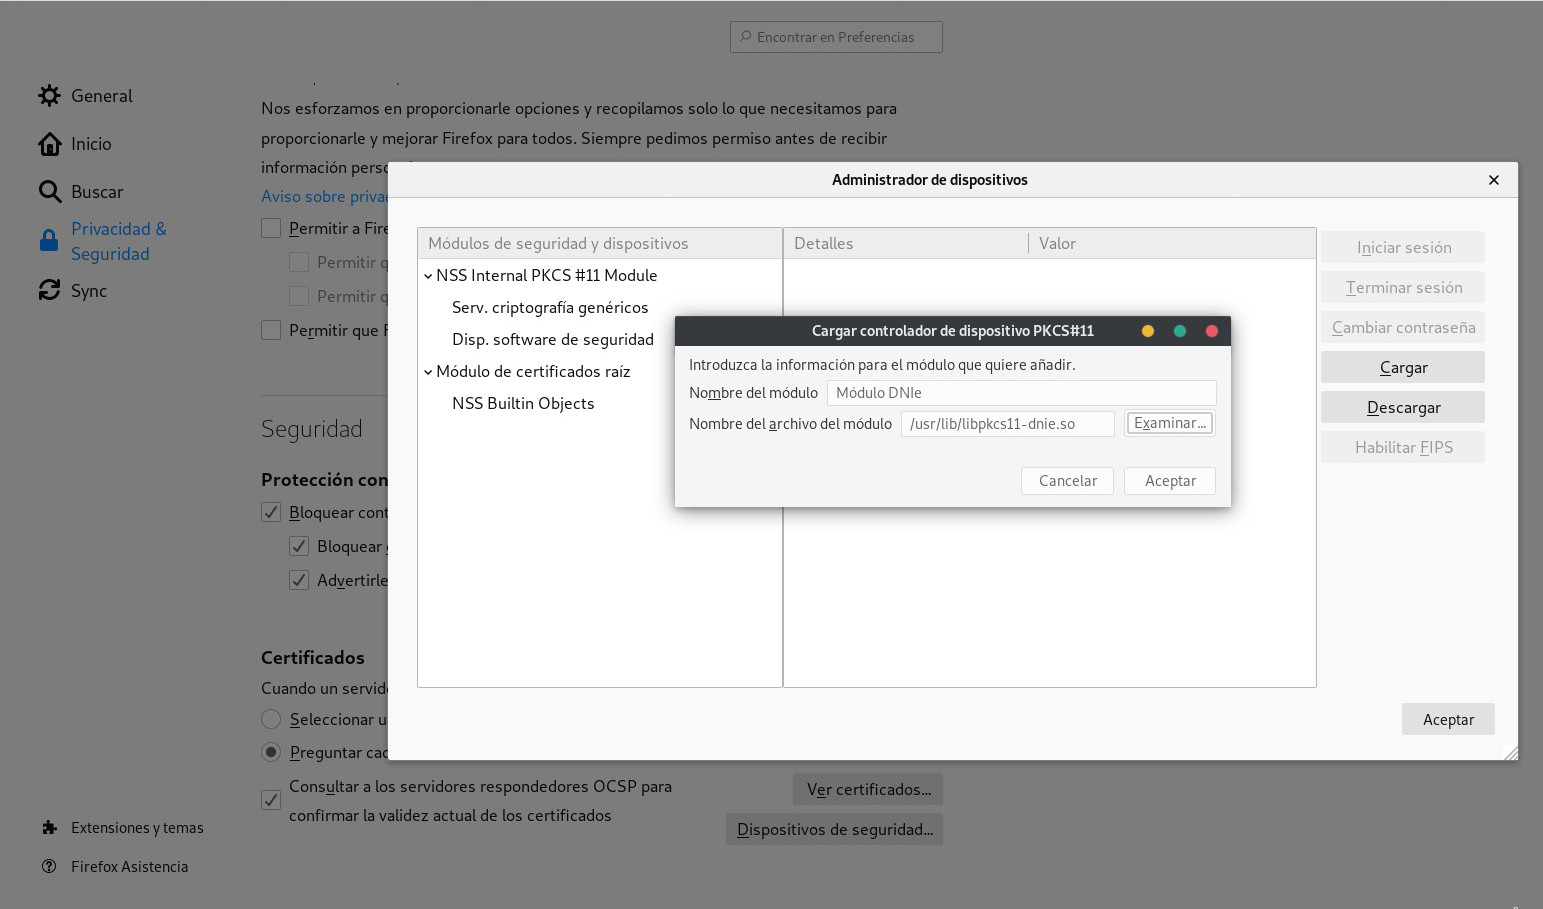 Encontrar en Preferencias
General
Inicio
Buscar
Privacidad &
Seguridad
Sync
Extensiones y temas
Firefox Asistencia
Nos esforzamos en proporcionarle opciones y recopilamos solo lo que necesitamos para
proporcionarle y mejorar Firefox para todos. Siempre pedimos permiso antes de recibir
información perso
Aviso sobre priva
Permitir a Fire
Permitir q
Permitir q
Permitir que F
Seguridad
Protección con
Bloquear cont
Bloquear
Advertirle
Certificados
Cuando un servid
Seleccionar u
Preguntar cad
Consultar a los servidores respondedores OCSP para
confirmar la validez actual de los certificados
Ver certificados...
Dispositivos de seguridad...
Administrador de dispositivos
Módulos de seguridad y dispositivos
Detalles
Valor
NSS Internal PKCS #11 Module
Serv. criptografía genéricos
Disp. software de seguridad
Módulo de certificados raíz
NSS Builtin Objects
Iniciar sesión
Terminar sesión
Cambiar contraseña
Cargar
Descargar
Habilitar FIPS
Aceptar
Cargar controlador de dispositivo PKCS#11
Introduzca la información para el módulo que quiere añadir.
Nombre del módulo Módulo DNIe
Nombre del archivo del módulo /usr/lib/libpkcs11-dnie.so Examinar...
Cancelar Aceptar